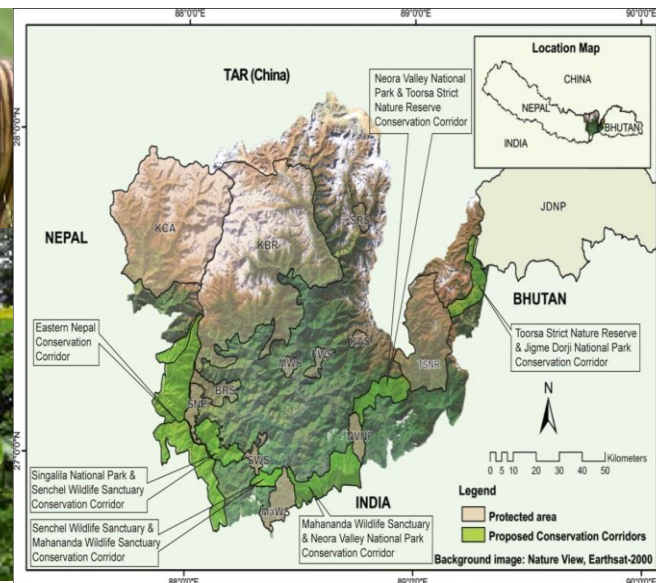 88°0'0"E 89°0'0"E 90°0'0"E
28°0'0"N
27°0'0"N
TAR (China)
Neora Valley National
Park & Toorsa Strict
Nature Reserve
Conservation Corridor
Location Map
CHINA
NEPAL
BHUTAN
INDIA
NEPAL
KCA
KBR
JDNP
BHUTAN
Eastern Nepal
Conservation
Corridor
Toorsa Strict Nature Reserve
& Jigme Dorji National Park
Conservation Corridor
TSNR
BRS
SNP
SWS
MaWS
N
0 5 10 20 30 40 50
Kilometers
Singalila National Park &
Senchel Wildlife Sanctuary
Conservation Corridor
Senchel Wildlife Sanctuary &
Mahananda Wildlife Sanctuary
Conservation Corridor
INDIA
Mahananda Wildlife Sanctuary
& Neora Valley National Park
Conservation Corridor
Legend
Protected area
Proposed Conservation Corridors
Background image: Nature View, Earthsat-2000
88°0'0"E 89°0'0"E 90°0'0"E